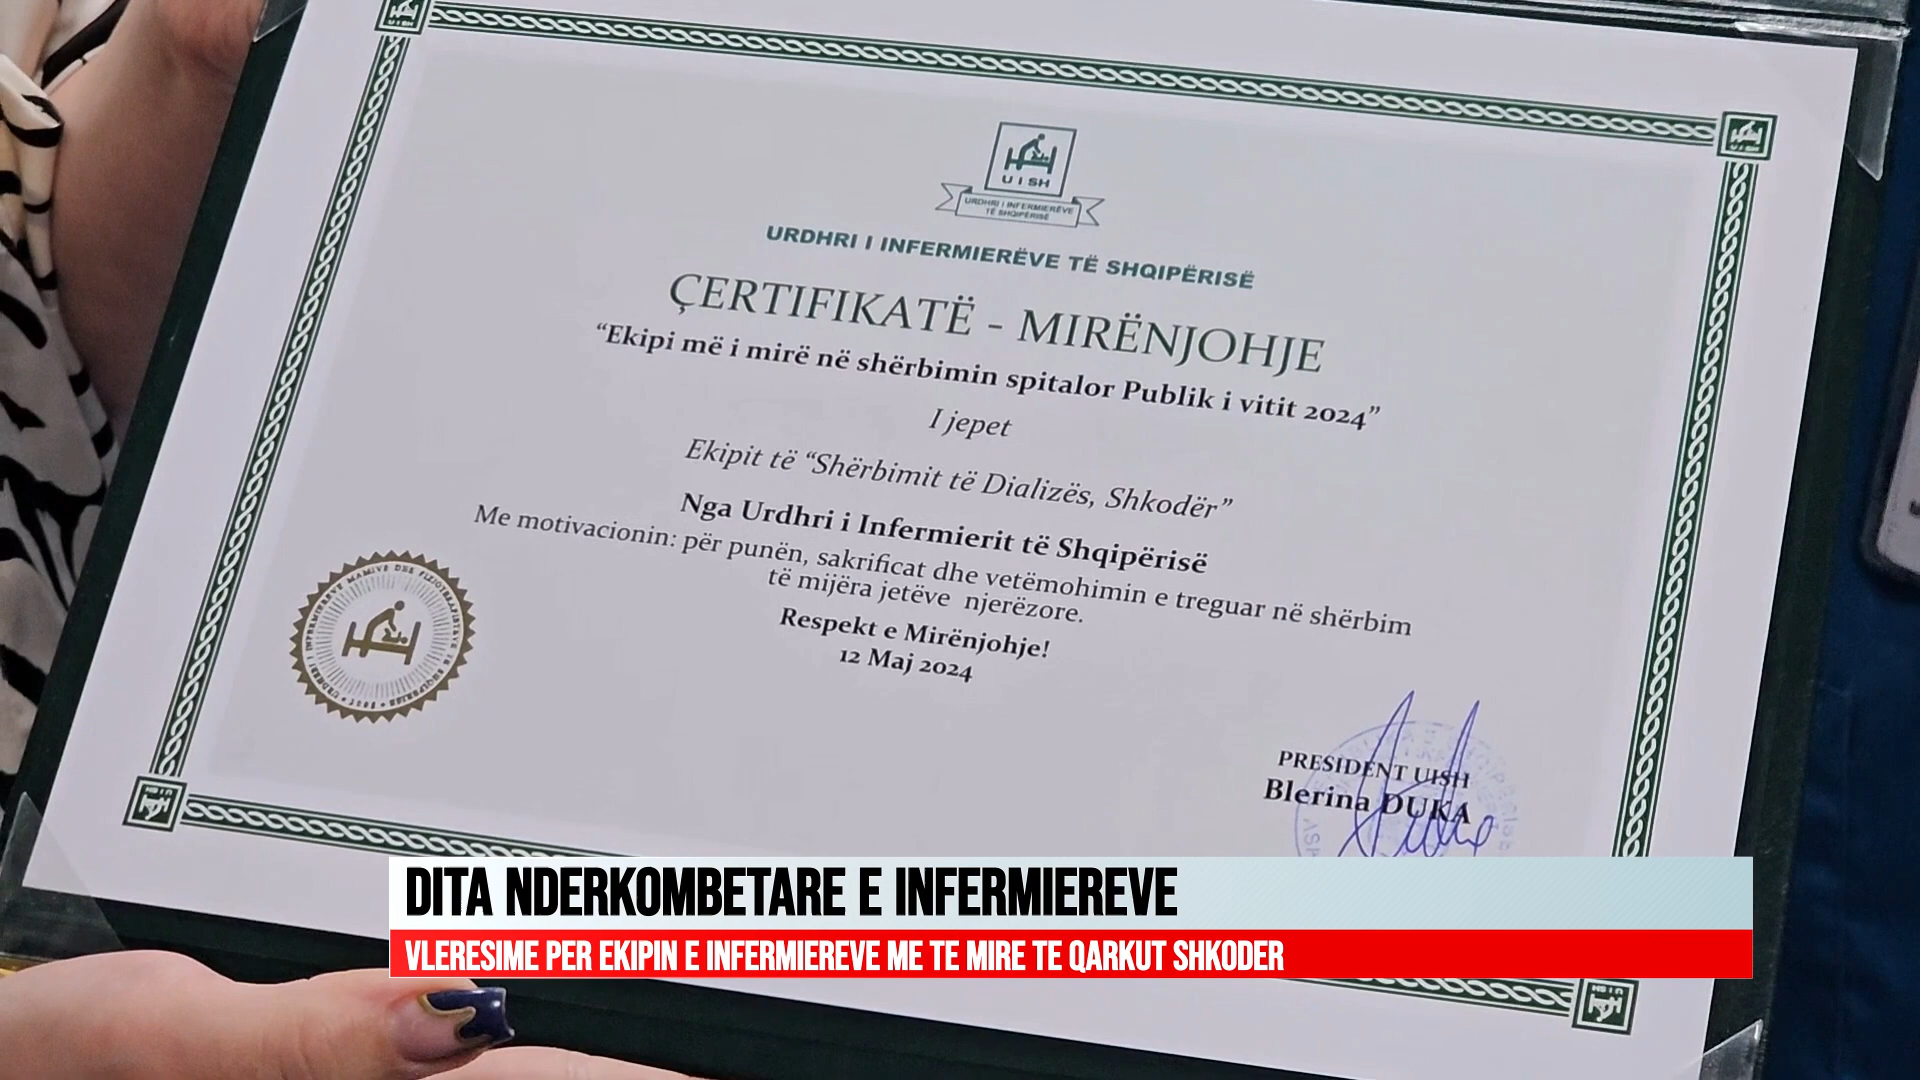 U I SH
URDHRI I INFERMIERËVE
TË SHQIPËRISË
URDHRI I INFERMIERËVE TË SHQIPËRISË
ÇERTIFIKATË - MIRËNJOHJE
“Ekipi më i mirë në shërbimin spitalor Publik i vitit 2024”
I jepet
Ekipit të “Shërbimit të Dializës, Shkodër”
Nga Urdhri i Infermierit të Shqipërisë
Me motivacionin: për punën, sakrificat dhe vetëmohimin e treguar në shërbim
të mijëra jetëve njerëzore.
Respekt e Mirënjohje!
12 Maj 2024
PRESIDENT UISH
Blerina DUKA
DITA NDERKOMBETARE E INFERMIEREVE
VLERESIME PER EKIPIN E INFERMIEREVE ME TE MIRE TE QARKUT SHKODER